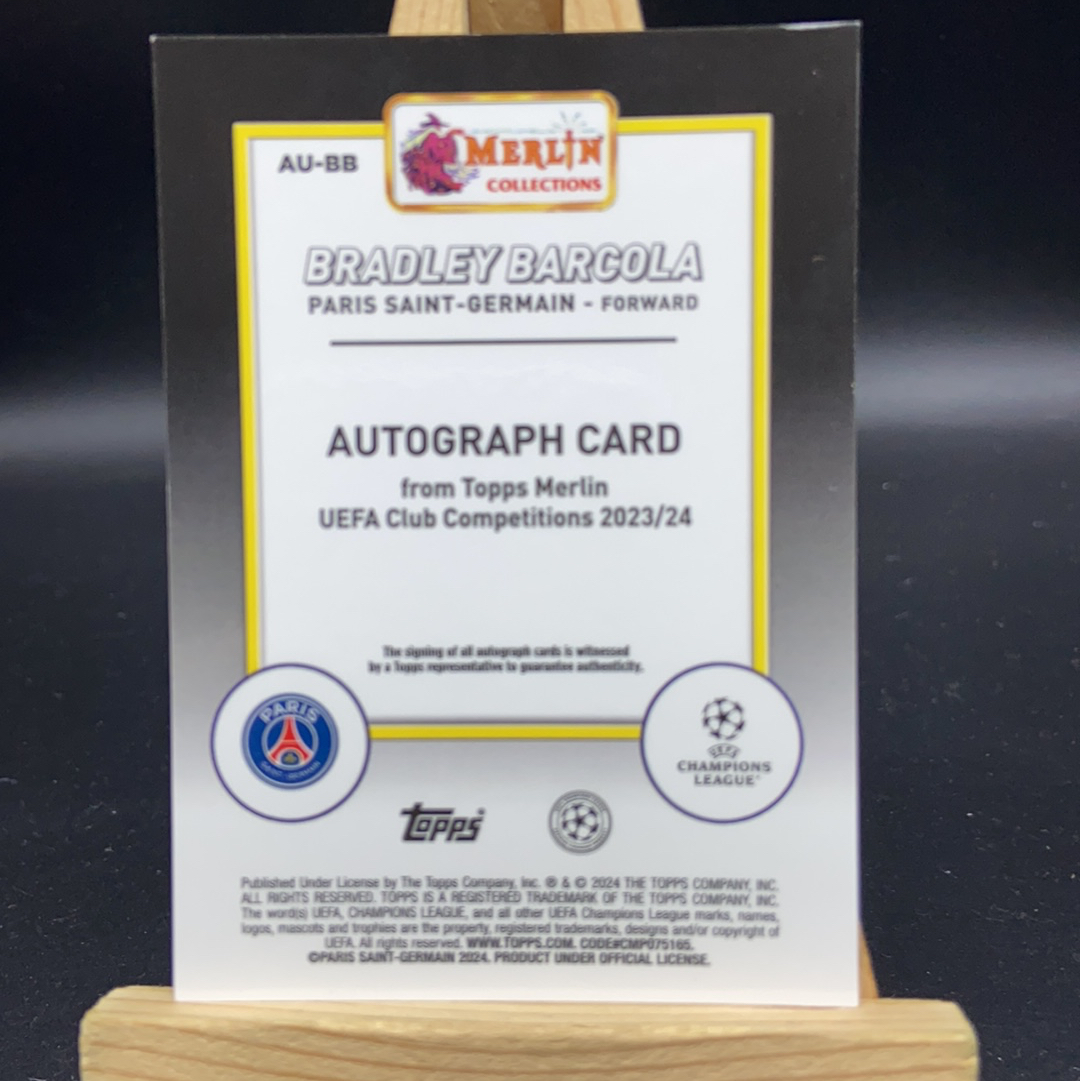 AU-BB
MERLIN
COLLECTIONS
BRADLEY BARCOLA
PARIS SAINT-GERMAIN - FORWARD
AUTOGRAPH CARD
from Topps Merlin
UEFA Club Competitions 2023/24
The signing of all autograph cards is witnessed
by a Topps representative to guarantee authenticity.
PARIS
SAINT-GERMAIN
UEFA
CHAMPIONS
LEAGUE
topps
Published Under License by The Topps Company, Inc. ® & © 2024 THE TOPPS COMPANY, INC.
ALL RIGHTS RESERVED. TOPPS IS A REGISTERED TRADEMARK OF THE TOPPS COMPANY, INC.
The word(s) UEFA, CHAMPIONS LEAGUE, and all other UEFA Champions League marks, names,
logos, mascots and trophies are the property, registered trademarks, designs and/or copyright of
UEFA. All rights reserved. WWW.TOPPS.COM. CODE#CMP075165.
©PARIS SAINT-GERMAIN 2024. PRODUCT UNDER OFFICIAL LICENSE.